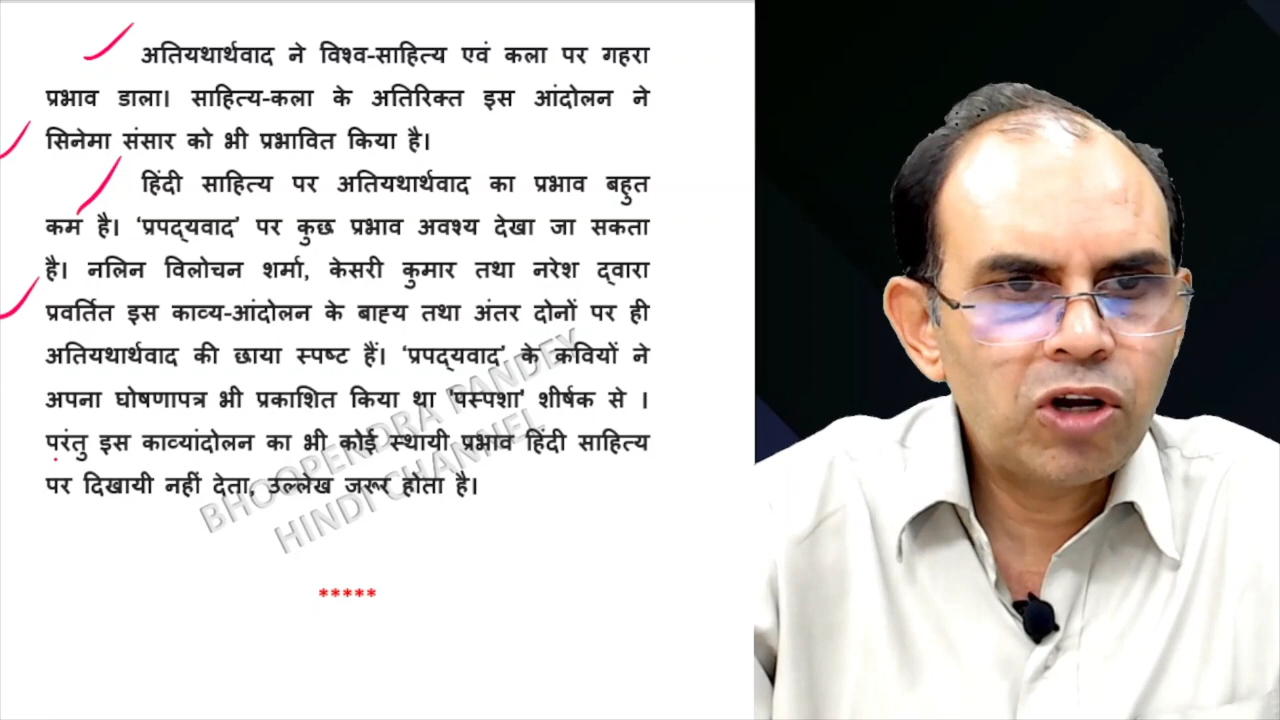 अतियथार्थवाद ने विश्व-साहित्य एवं कला पर गहरा
प्रभाव डाला। साहित्य-कला के अतिरिक्त इस आंदोलन ने
सिनेमा संसार को भी प्रभावित किया है।
हिंदी साहित्य पर अतियथार्थवाद का प्रभाव बहुत
कम है। ‘प्रपद्यवाद’ पर कुछ प्रभाव अवश्य देखा जा सकता
है। नलिन विलोचन शर्मा, केसरी कुमार तथा नरेश द्वारा
प्रवर्तित इस काव्य-आंदोलन के बाह्य तथा अंतर दोनों पर ही
अतियथार्थवाद की छाया स्पष्ट हैं। ‘प्रपद्यवाद’ के कवियों ने
अपना घोषणापत्र भी प्रकाशित किया था 'पस्पशा' शीर्षक से ।
परंतु इस काव्यांदोलन का भी कोई स्थायी प्रभाव हिंदी साहित्य
पर दिखायी नहीं देता, उल्लेख जरूर होता है।
BHOOPENDRA PANDEY
HINDI CHANNEL
*****